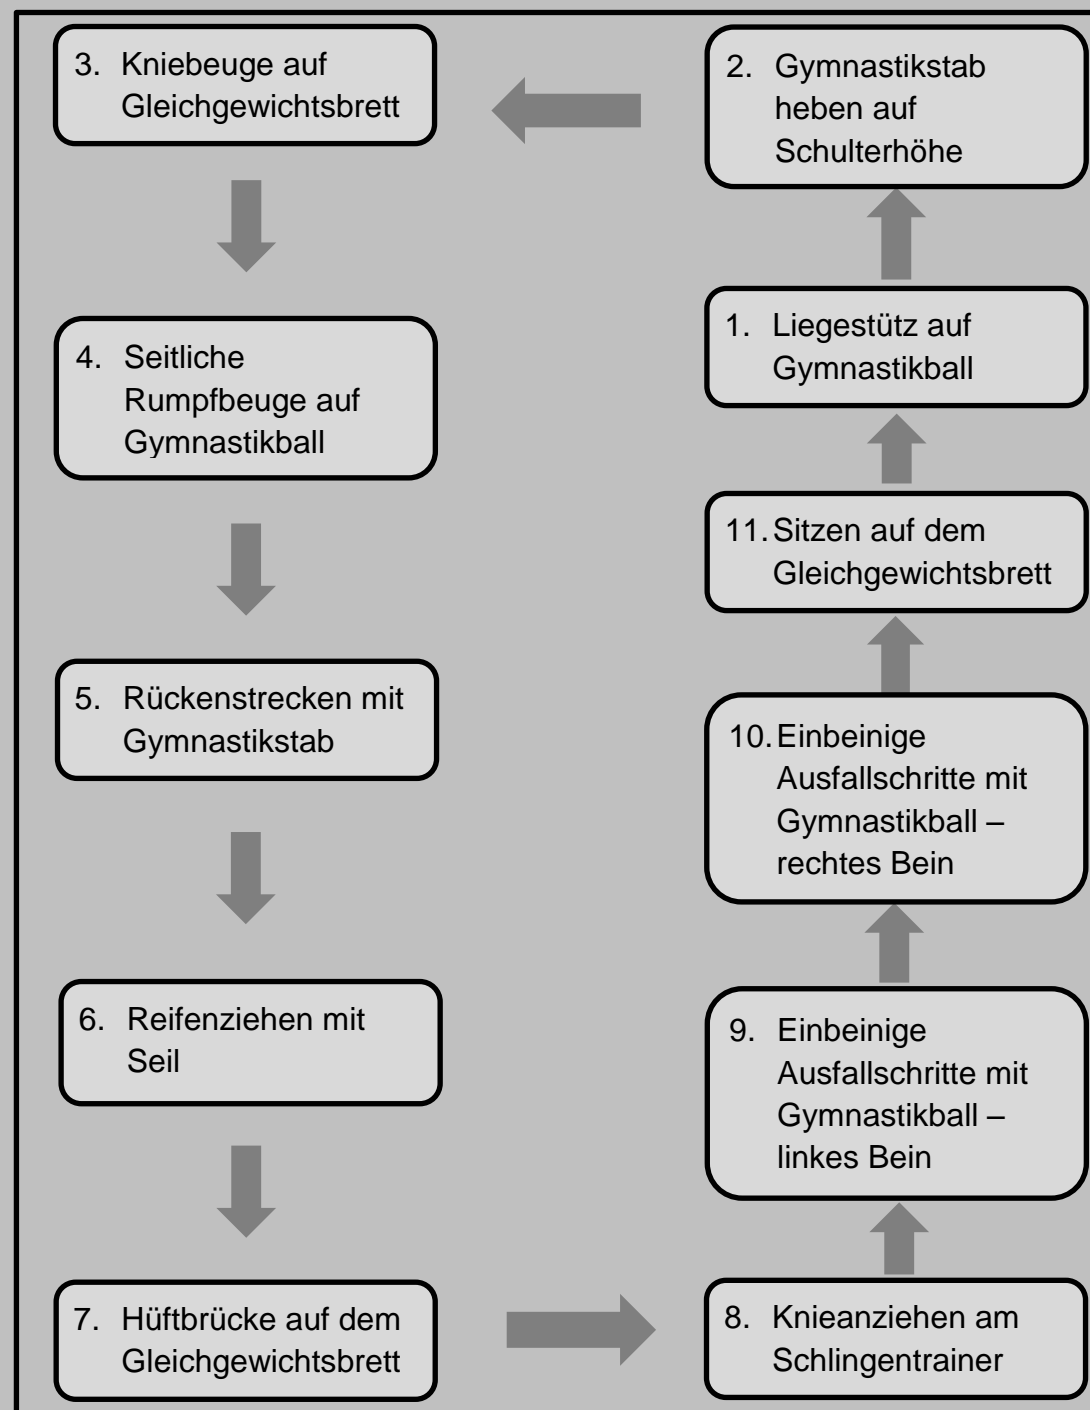 3. Kniebeuge auf
Gleichgewichtsbrett
2. Gymnastikstab
heben auf
Schulterhöhe
4. Seitliche
Rumpfbeuge auf
Gymnastikball
1. Liegestütz auf
Gymnastikball
11. Sitzen auf dem
Gleichgewichtsbrett
5. Rückenstrecken mit
Gymnastikstab
10. Einbeinige
Ausfallschritte mit
Gymnastikball –
rechtes Bein
6. Reifenziehen mit
Seil
9. Einbeinige
Ausfallschritte mit
Gymnastikball –
linkes Bein
7. Hüftbrücke auf dem
Gleichgewichtsbrett
8. Knieanziehen am
Schlingentrainer